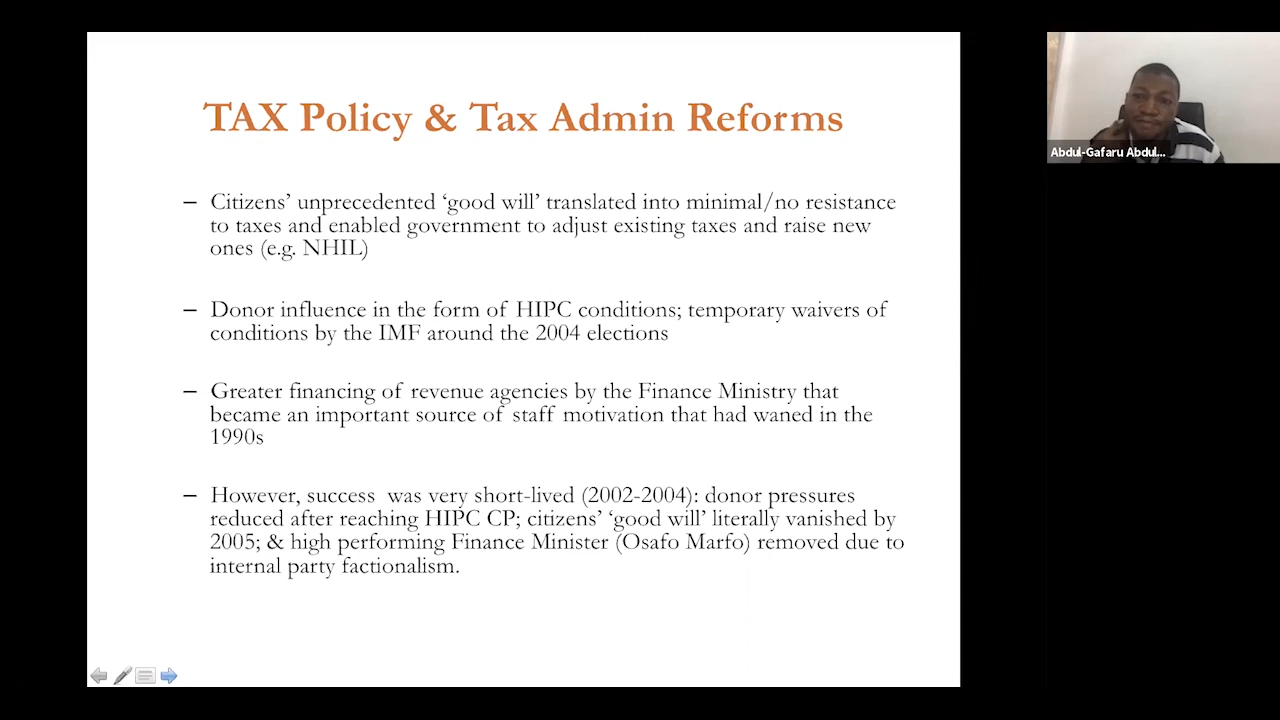 TAX Policy & Tax Admin Reforms
– Citizens’ unprecedented ‘good will’ translated into minimal/no resistance
to taxes and enabled government to adjust existing taxes and raise new
ones (e.g. NHIL)
– Donor influence in the form of HIPC conditions; temporary waivers of
conditions by the IMF around the 2004 elections
– Greater financing of revenue agencies by the Finance Ministry that
became an important source of staff motivation that had waned in the
1990s
– However, success was very short-lived (2002-2004): donor pressures
reduced after reaching HIPC CP; citizens’ ‘good will’ literally vanished by
2005; & high performing Finance Minister (Osafo Marfo) removed due to
internal party factionalism.
Abdul-Gafaru Abdul...